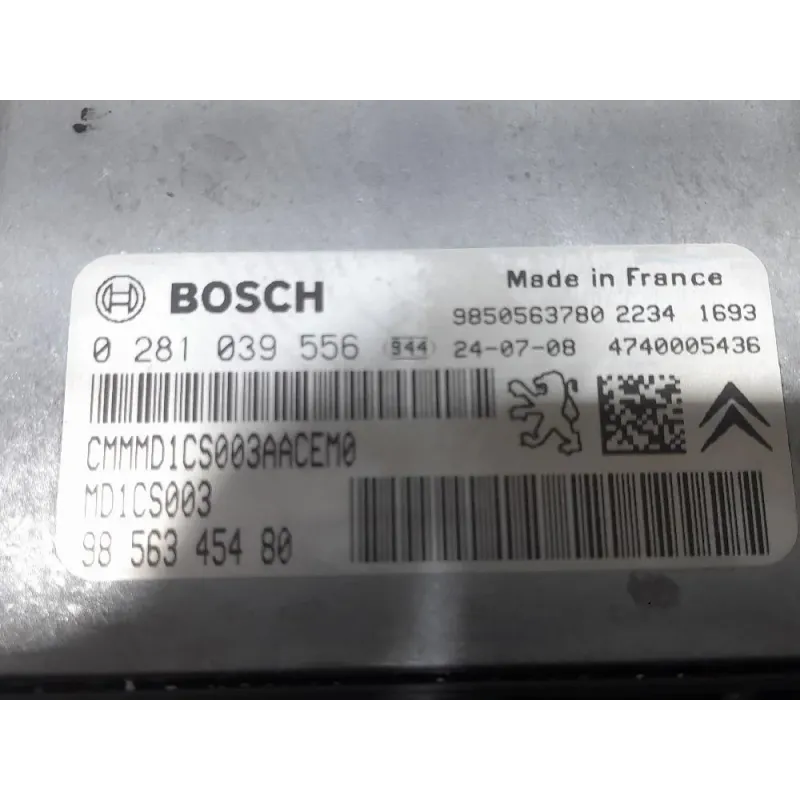 BOSCH
Made in France
9850563780 2234 1693
0 281 039 556 944 24-07-08 4740005436
CMMMD1CS003AACEM0
MD1CS003
98 563 454 80